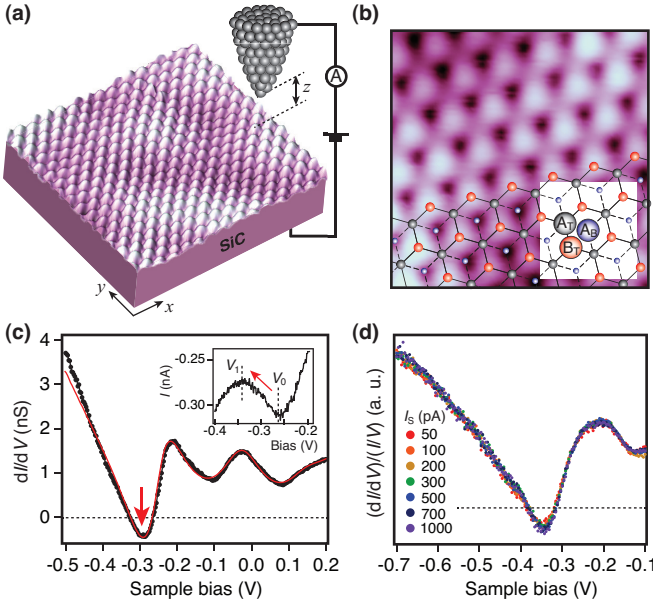 (a)
A
z
SiC
y
x
(b)
A_T
A_B
B_T
(c)
dI/dV (nS)
4
3
2
1
0
-0.5 -0.4 -0.3 -0.2 -0.1 0.0 0.1 0.2
Sample bias (V)
I (nA)
-0.25
-0.30
V_1
V_0
-0.4 -0.3 -0.2
Bias (V)
(d)
(dI/dV)/(I/V) (a. u.)
I_S (pA)
50
100
200
300
500
700
1000
-0.7 -0.6 -0.5 -0.4 -0.3 -0.2 -0.1
Sample bias (V)